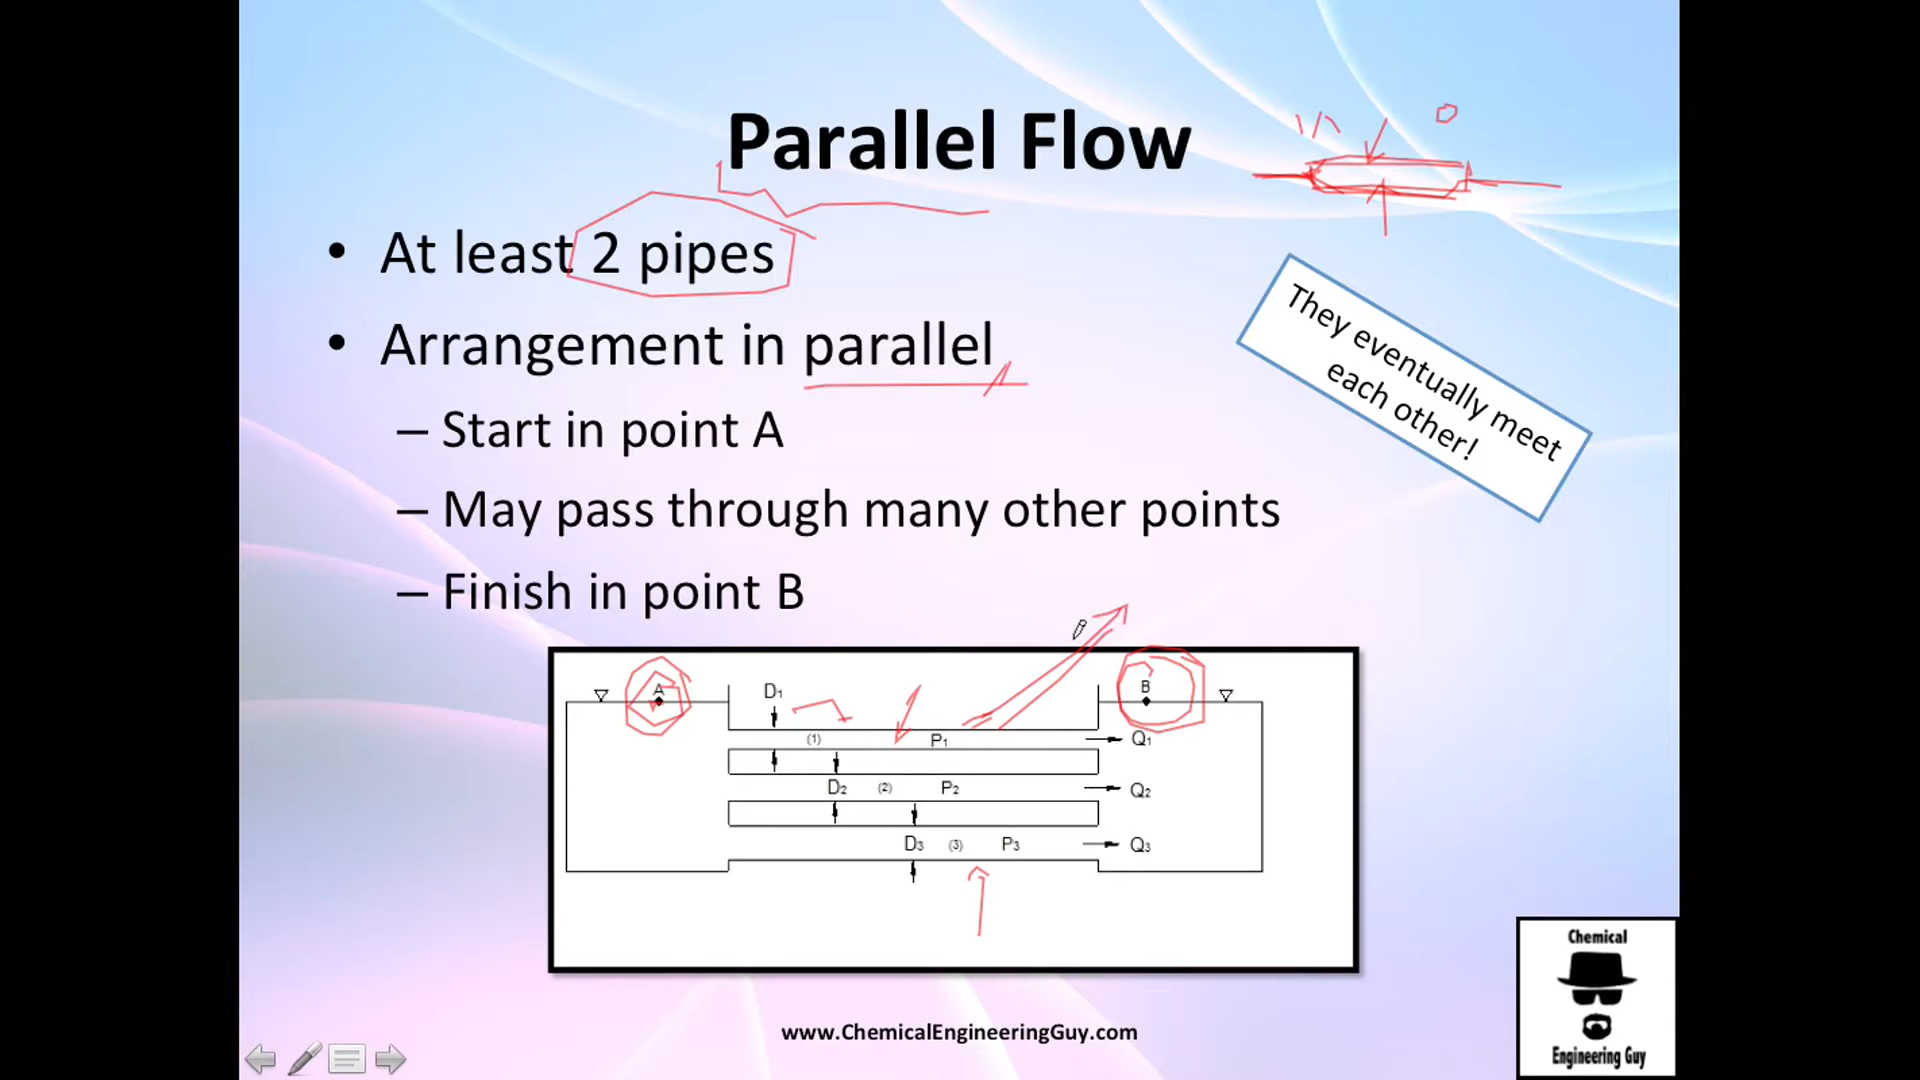 Parallel Flow
In
O
• At least 2 pipes
• Arrangement in parallel
– Start in point A
– May pass through many other points
– Finish in point B
They eventually meet
each other!
A
D1
B
(1)
P1
Q1
D2
(2)
P2
Q2
D3
(3)
P3
Q3
www.ChemicalEngineeringGuy.com
Chemical
Engineering Guy